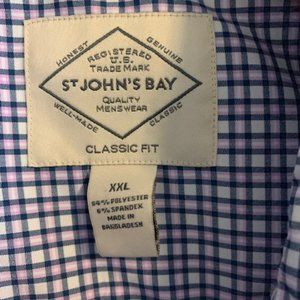 HONEST
GENUINE
REGISTERED
U.S.
TRADE MARK
ST JOHN'S BAY
QUALITY
MENSWEAR
WELL-MADE
CLASSIC
CLASSIC FIT
XXL
94% POLYESTER
6% SPANDEX
MADE IN
BANGLADESH